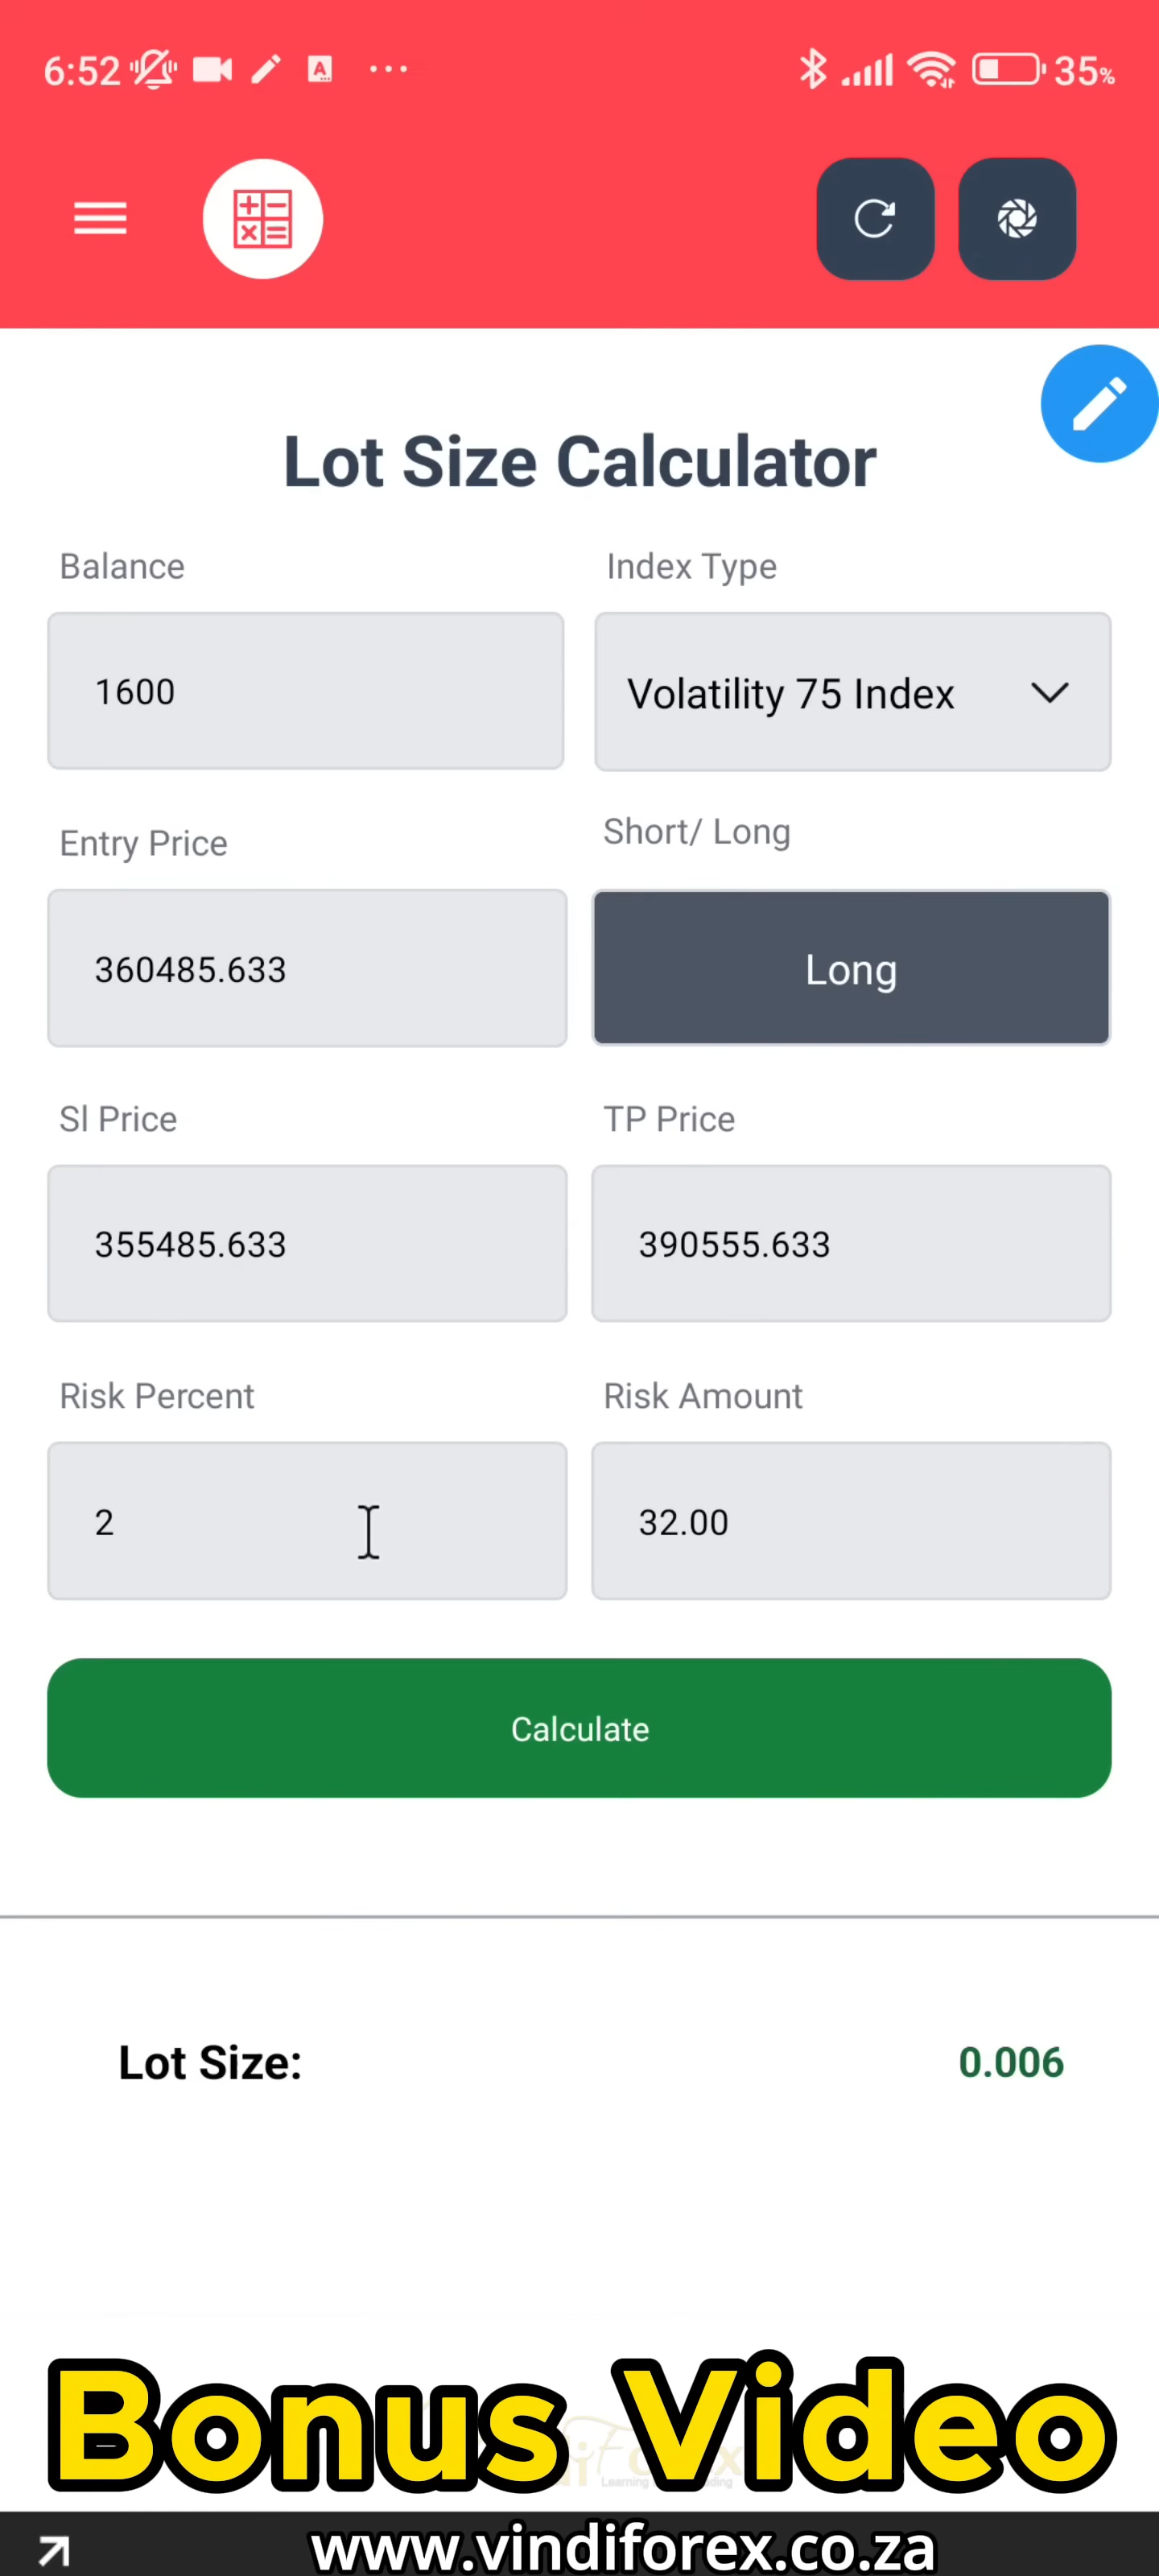 6:52 35%
Lot Size Calculator
Balance Index Type
1600 Volatility 75 Index
Entry Price Short/ Long
360485.633 Long
Sl Price TP Price
355485.633 390555.633
Risk Percent Risk Amount
2 32.00
Calculate
Lot Size: 0.006
Bonus Video
www.vindiforex.co.za